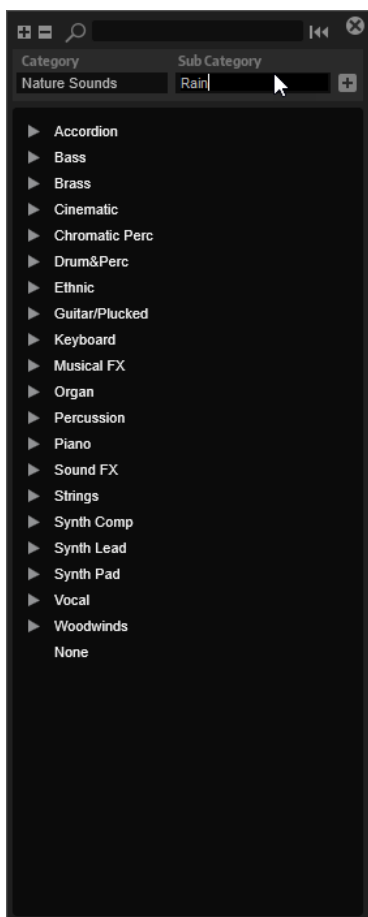 Category Sub Category
Nature Sounds Rain
Accordion
Bass
Brass
Cinematic
Chromatic Perc
Drum&Perc
Ethnic
Guitar/Plucked
Keyboard
Musical FX
Organ
Percussion
Piano
Sound FX
Strings
Synth Comp
Synth Lead
Synth Pad
Vocal
Woodwinds
None